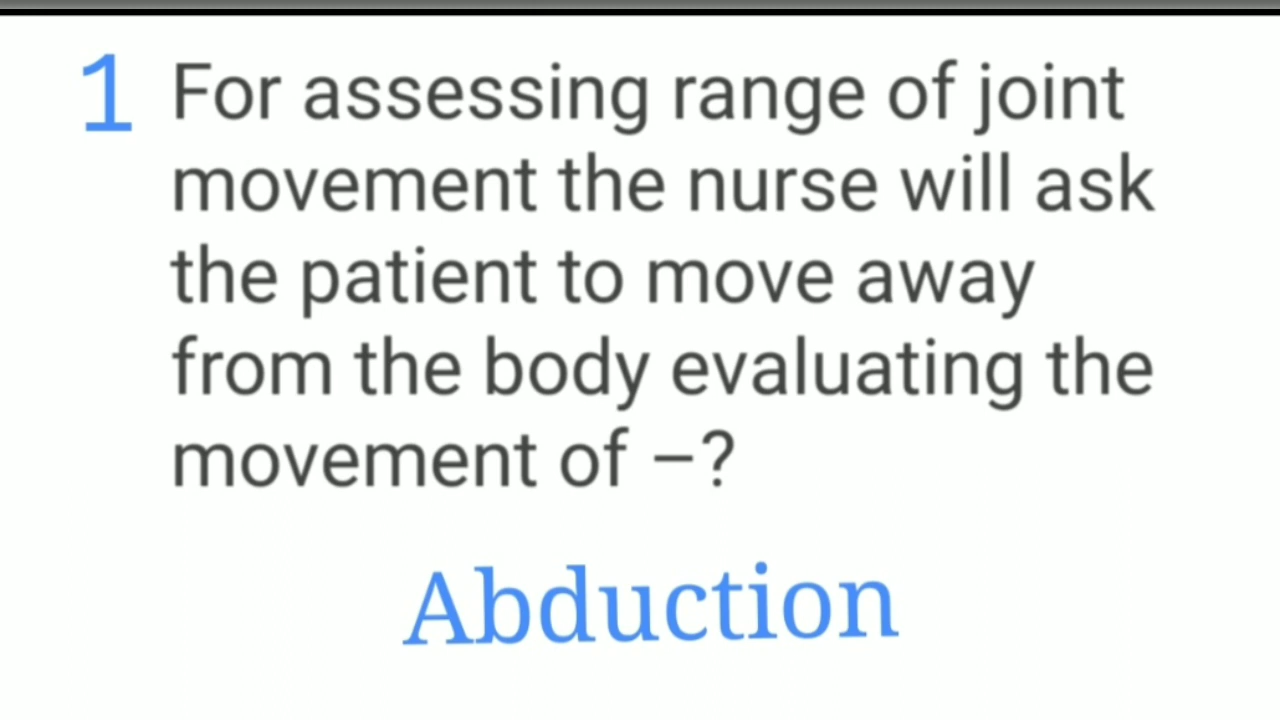 1 For assessing range of joint
movement the nurse will ask
the patient to move away
from the body evaluating the
movement of –?
Abduction